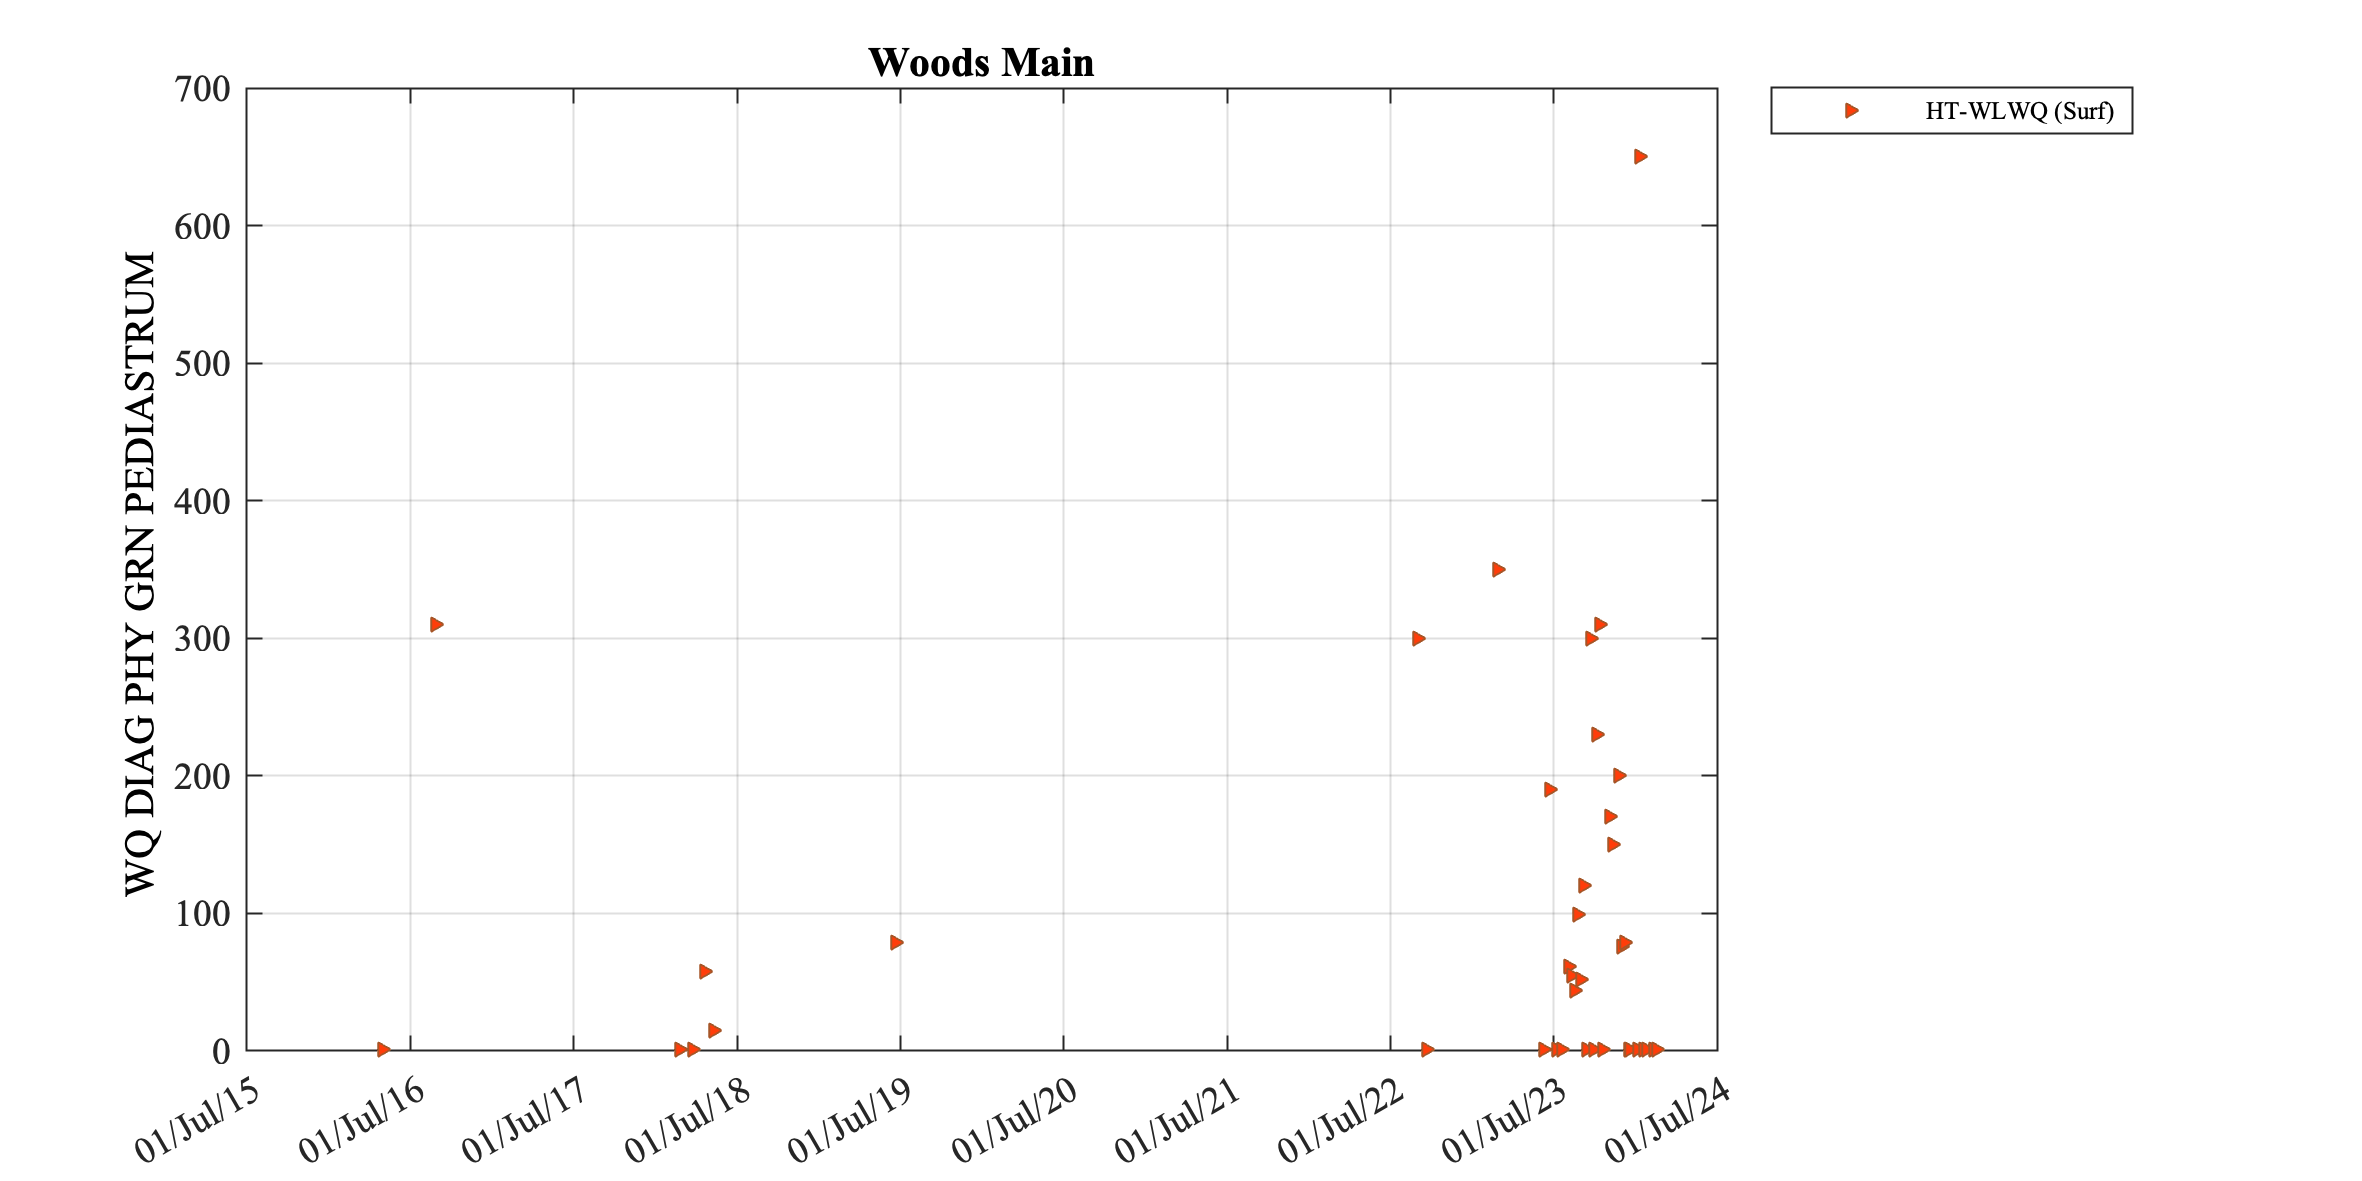 Woods Main
HT-WLWQ (Surf)
WQ DIAG PHY GRN PEDIASTRUM
700
600
500
400
300
200
100
0
01/Jul/15
01/Jul/16
01/Jul/17
01/Jul/18
01/Jul/19
01/Jul/20
01/Jul/21
01/Jul/22
01/Jul/23
01/Jul/24